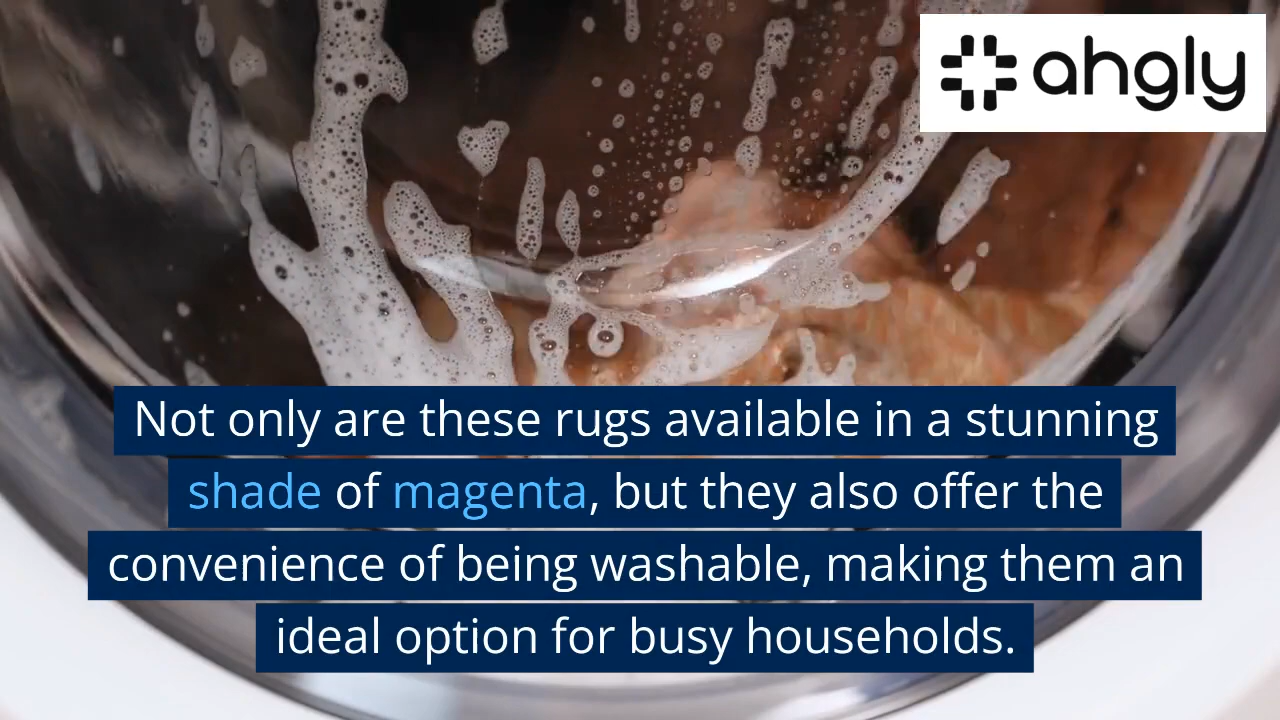 ahgly
Not only are these rugs available in a stunning
shade of magenta, but they also offer the
convenience of being washable, making them an
ideal option for busy households.